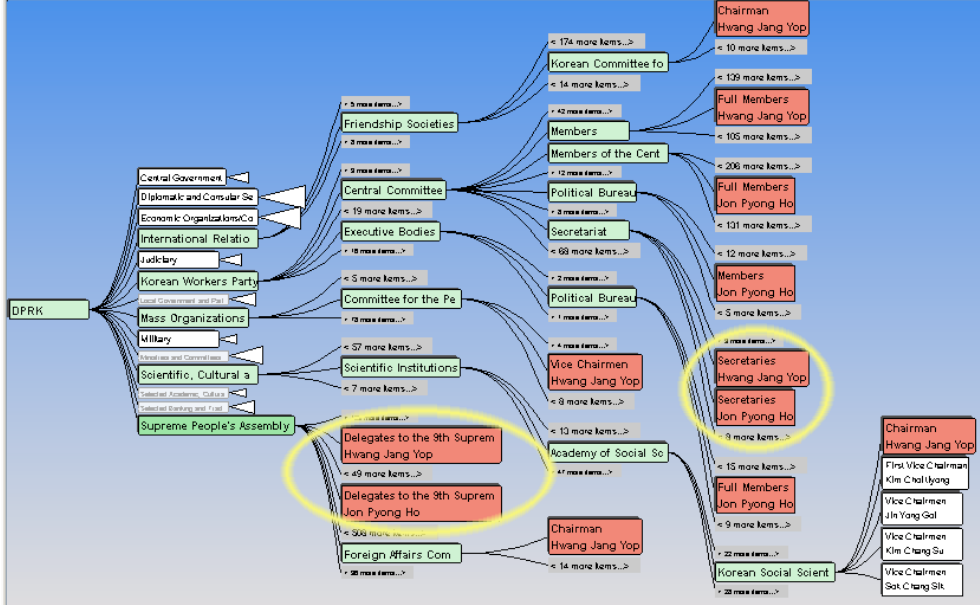 DPRK
Central Government
Diplomatic and Consular Se
Economic Organizations/Co
International Relatio
Judiciary
Korean Workers Party
Local Government and Part
Mass Organizations
Military
Ministries and Committees
Scientific, Cultural a
Selected Academic, Cultura
Selected Banking and Trad
Supreme People's Assembly
< 5 more items...>
Friendship Societies
< 8 more items...>
< 3 more items...>
Central Committee
< 19 more items...>
Executive Bodies
< 16 more items...>
< 5 more items...>
Committee for the Pe
< 78 more items...>
< 57 more items...>
Scientific Institutions
< 7 more items...>
more items...>
Delegates to the 9th Suprem
Hwang Jang Yop
< 49 more items...>
Delegates to the 9th Suprem
Jon Pyong Ho
< 506 more items...>
Foreign Affairs Com
< 26 more items...>
< 174 more items...>
Korean Committee fo
< 14 more items...>
< 42 more items...>
Members
Members of the Cent
< 12 more items...>
Political Bureau
< 8 more items...>
Secretariat
< 68 more items...>
< 2 more items...>
Political Bureau
< 1 more items...>
< 4 more items...>
Vice Chairmen
Hwang Jang Yop
< 8 more items...>
< 13 more items...>
Academy of Social Sc
< 47 more items...>
Chairman
Hwang Jang Yop
< 14 more items...>
Chairman
Hwang Jang Yop
< 10 more items...>
< 139 more items...>
Full Members
Hwang Jang Yop
< 105 more items...>
< 206 more items...>
Full Members
Jon Pyong Ho
< 131 more items...>
< 12 more items...>
Members
Jon Pyong Ho
< 5 more items...>
< 3 more items...>
Secretaries
Hwang Jang Yop
Secretaries
Jon Pyong Ho
< 9 more items...>
< 15 more items...>
Full Members
Jon Pyong Ho
< 9 more items...>
< 22 more items...>
Korean Social Scient
< 28 more items...>
Chairman
Hwang Jang Yop
First Vice Chairman
Kim Chol Uyang
Vice Chairmen
Jin Yang Gol
Vice Chairmen
Kim Chang Su
Vice Chairmen
Sok Chang Sik